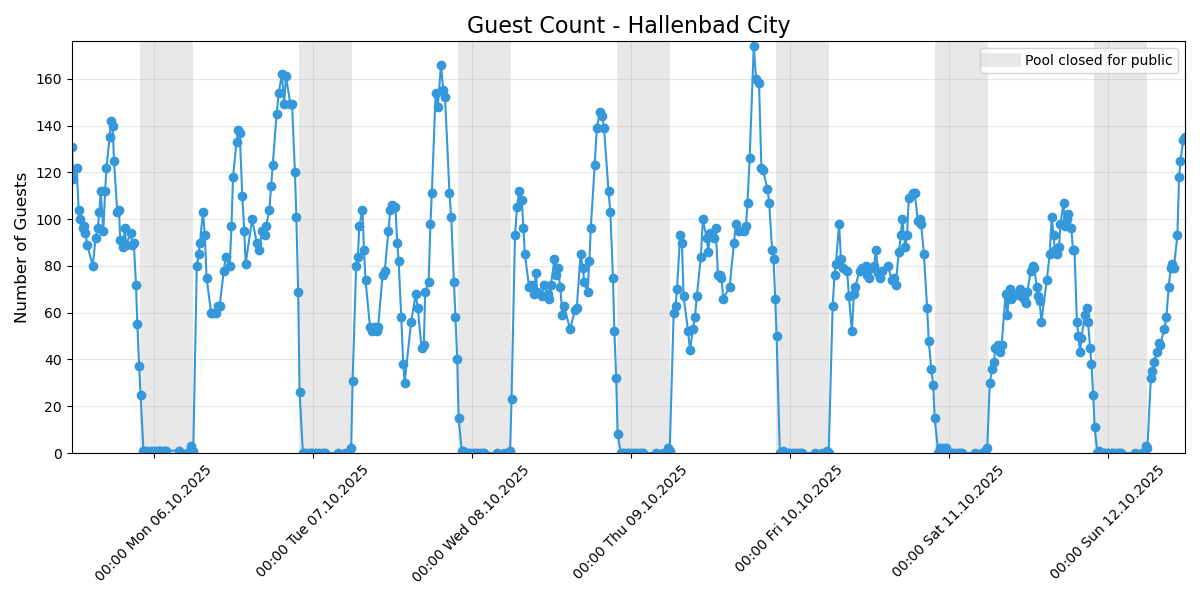 Guest Count - Hallenbad City
Pool closed for public
Number of Guests
160
140
120
100
80
60
40
20
0
00:00 Mon 06.10.2025
00:00 Tue 07.10.2025
00:00 Wed 08.10.2025
00:00 Thu 09.10.2025
00:00 Fri 10.10.2025
00:00 Sat 11.10.2025
00:00 Sun 12.10.2025